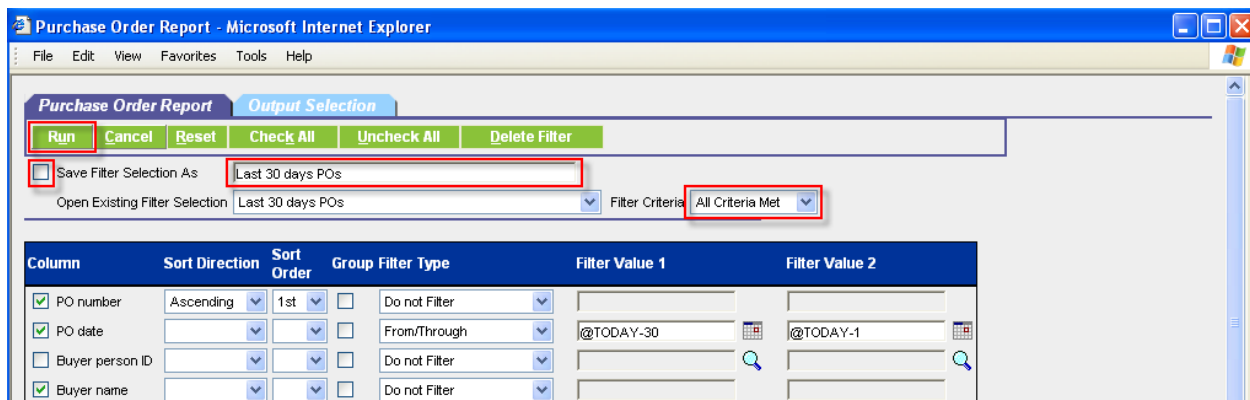 Purchase Order Report - Microsoft Internet Explorer
File Edit View Favorites Tools Help
Purchase Order Report Output Selection
Run Cancel Reset Check All Uncheck All Delete Filter
Save Filter Selection As Last 30 days POs
Open Existing Filter Selection Last 30 days POs Filter Criteria All Criteria Met
Column Sort Direction Sort Order Group Filter Type Filter Value 1 Filter Value 2
PO number Ascending 1st Do not Filter
PO date From/Through @TODAY-30 @TODAY-1
Buyer person ID Do not Filter
Buyer name Do not Filter